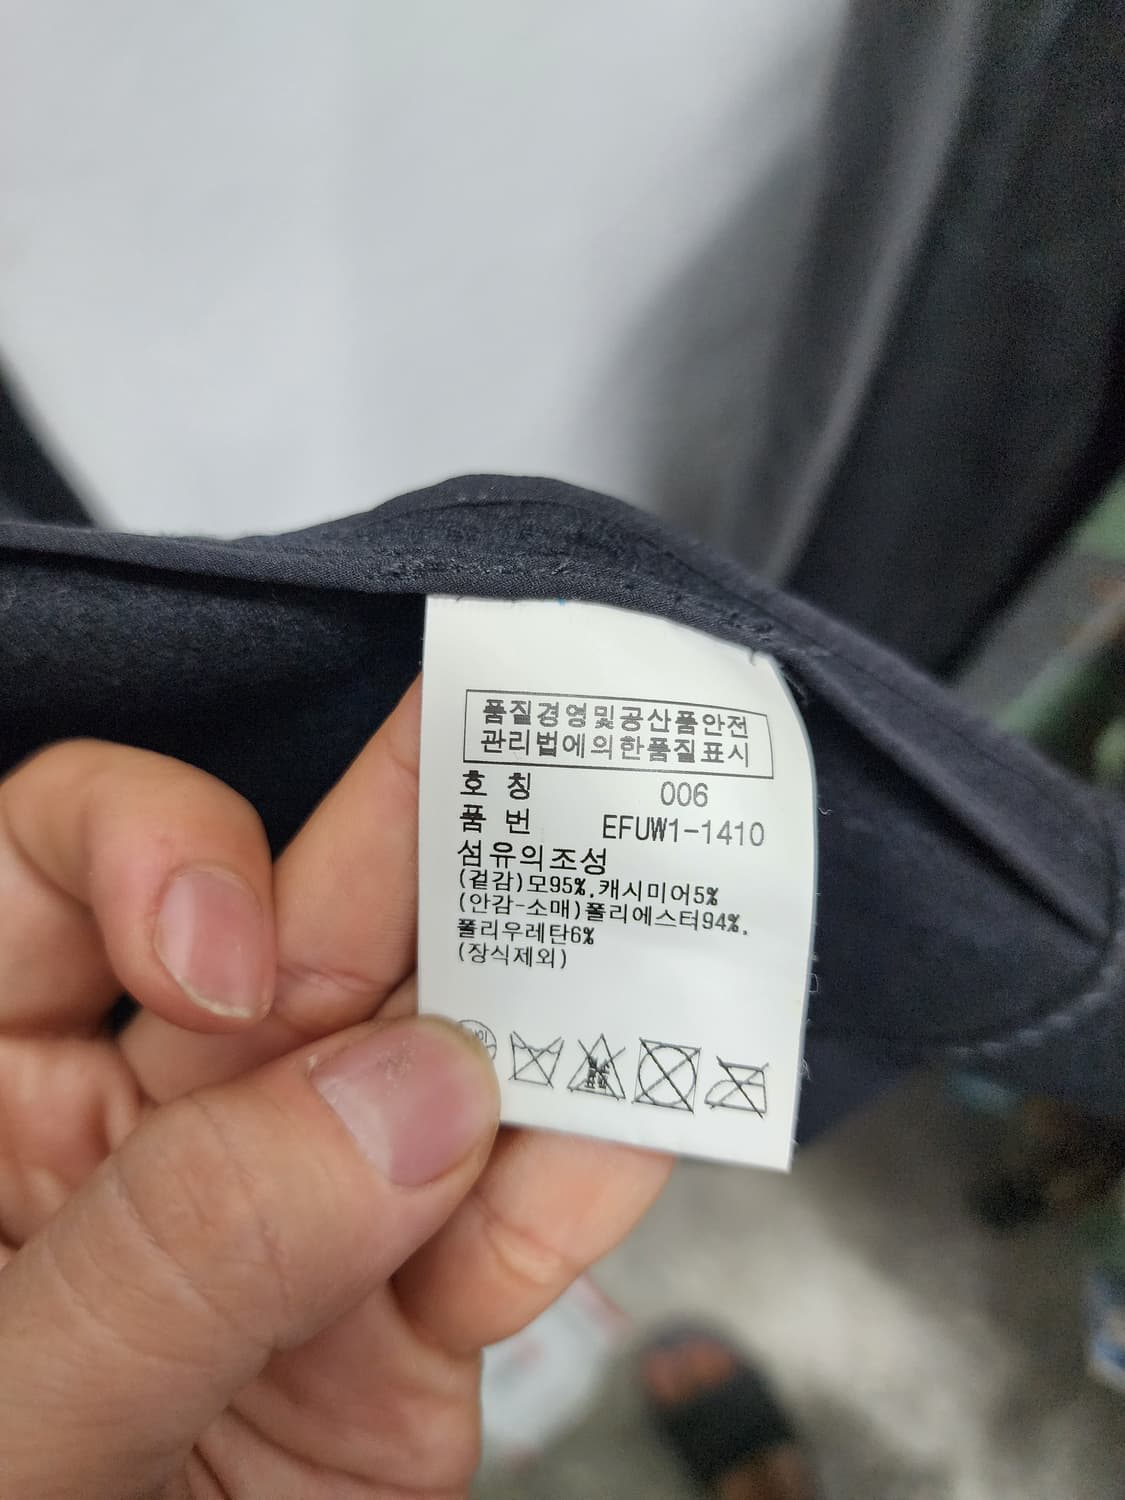 품질경영및공산품안전
관리법에의한품질표시
호 칭 006
품 번 EFUW1-1410
섬유의조성
(겉감)모95%.캐시미어5%
(안감-소매)폴리에스터94%.
폴리우레탄6%
(장식제외)